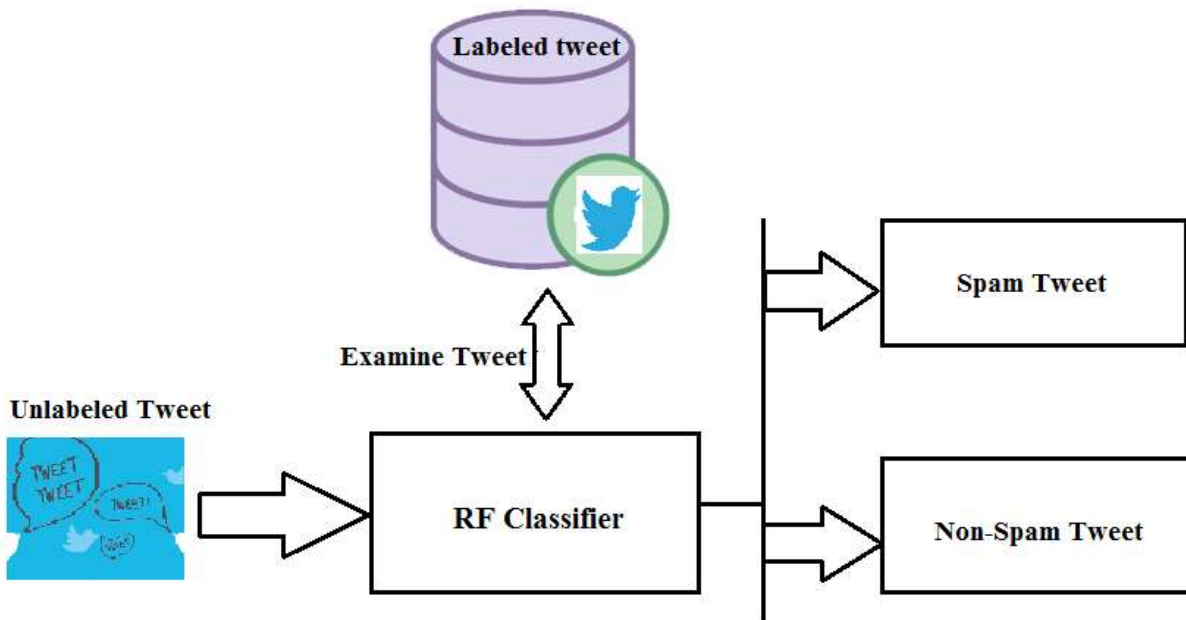 Labeled tweet
Spam Tweet
Examine Tweet
Unlabeled Tweet
TWEET
TWEET
TWEET!
RF Classifier
Non-Spam Tweet